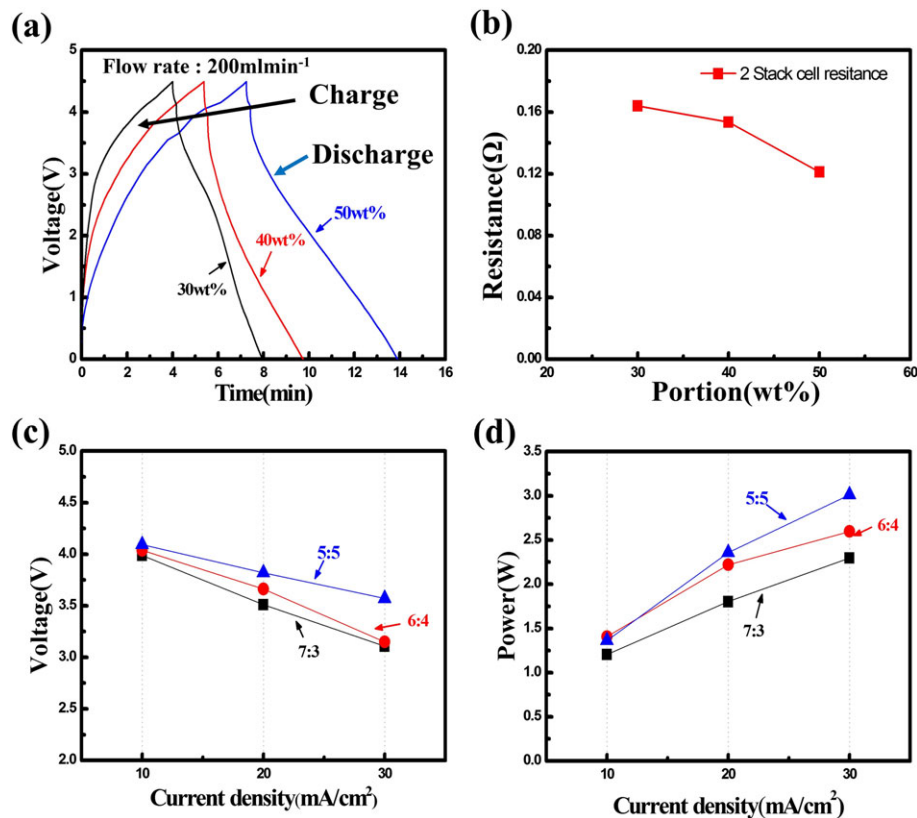 (a)
Flow rate : 200mlmin⁻¹
Charge
Discharge
50wt%
40wt%
30wt%
Voltage(V)
5
4
3
2
1
0
0 2 4 6 8 10 12 14 16
Time(min)
(b)
2 Stack cell resitance
Resistance(Ω)
0.20
0.16
0.12
0.08
0.04
0.00
20 30 40 50 60
Portion(wt%)
(c)
5:5
6:4
7:3
Voltage(V)
5.0
4.5
4.0
3.5
3.0
2.5
2.0
10 20 30
Current density(mA/cm²)
(d)
5:5
6:4
7:3
Power(W)
3.5
3.0
2.5
2.0
1.5
1.0
0.5
0.0
10 20 30
Current density(mA/cm²)